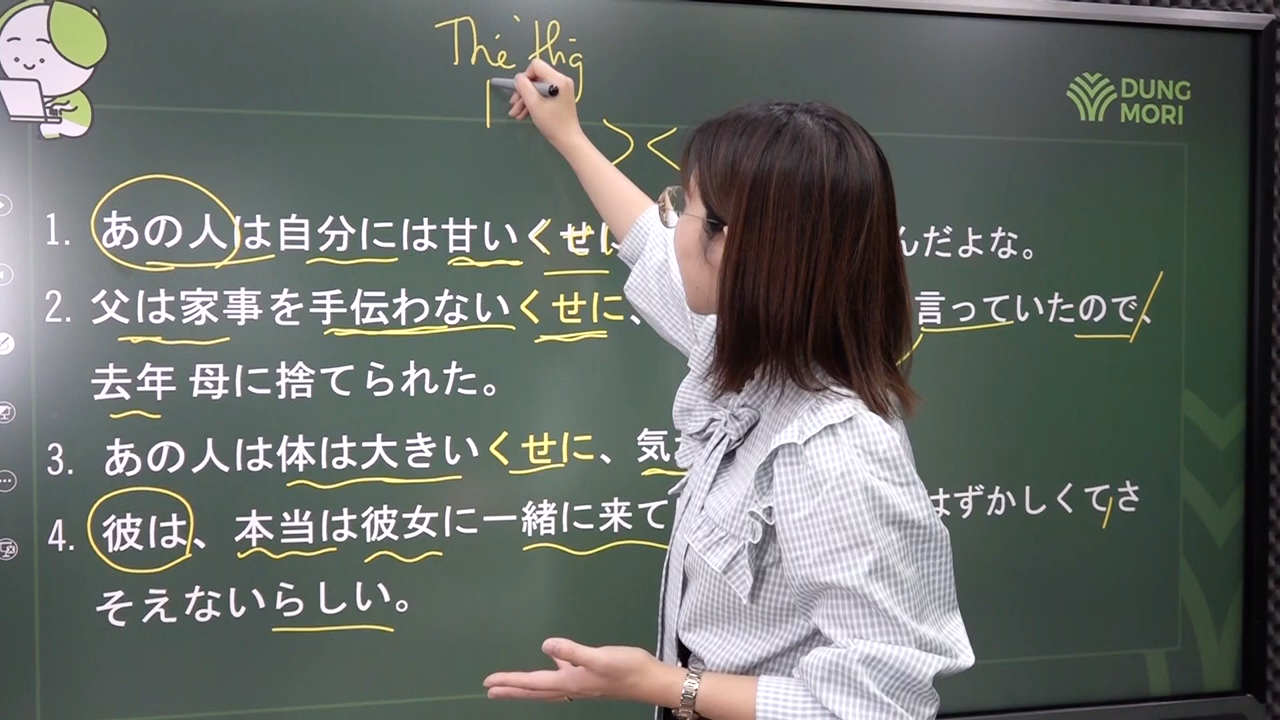 Thế thg
DUNG
MORI
1. あの人は自分には甘いくせに んだよな。
2. 父は家事を手伝わないくせに、 言っていたので、
去年 母に捨てられた。
3. あの人は体は大きいくせに、気
4. 彼は、本当は彼女に一緒に来て はずかしくてさ
そえないらしい。